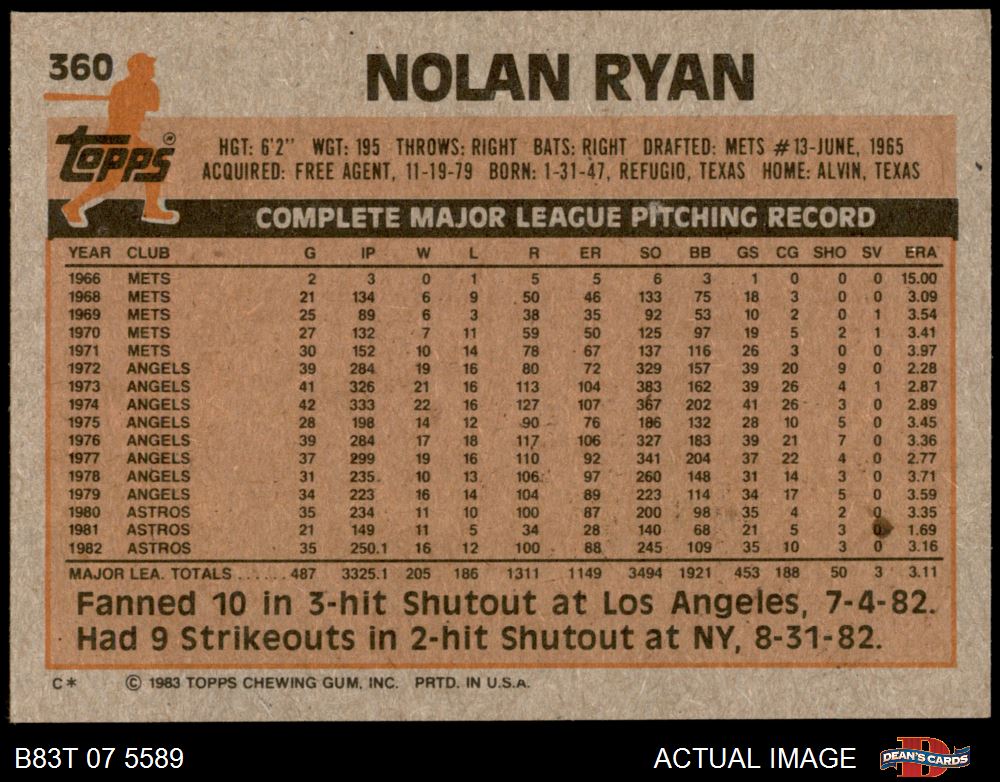 360
NOLAN RYAN
topps®
HGT: 6'2" WGT: 195 THROWS: RIGHT BATS: RIGHT DRAFTED: METS #13-JUNE, 1965
ACQUIRED: FREE AGENT, 11-19-79 BORN: 1-31-47, REFUGIO, TEXAS HOME: ALVIN, TEXAS
COMPLETE MAJOR LEAGUE PITCHING RECORD
YEAR CLUB G IP W L R ER SO BB GS CG SHO SV ERA
1966 METS 2 3 0 1 5 5 6 3 1 0 0 0 15.00
1968 METS 21 134 6 9 50 46 133 75 18 3 0 0 3.09
1969 METS 25 89 6 3 38 35 92 53 10 2 0 1 3.54
1970 METS 27 132 7 11 59 50 125 97 19 5 2 1 3.41
1971 METS 30 152 10 14 78 67 137 116 26 3 0 0 3.97
1972 ANGELS 39 284 19 16 80 72 329 157 39 20 9 0 2.28
1973 ANGELS 41 326 21 16 113 104 383 162 39 26 4 1 2.87
1974 ANGELS 42 333 22 16 127 107 367 202 41 26 3 0 2.89
1975 ANGELS 28 198 14 12 90 76 186 132 28 10 5 0 3.45
1976 ANGELS 39 284 17 18 117 106 327 183 39 21 7 0 3.36
1977 ANGELS 37 299 19 16 110 92 341 204 37 22 4 0 2.77
1978 ANGELS 31 235 10 13 106 97 260 148 31 14 3 0 3.71
1979 ANGELS 34 223 16 14 104 89 223 114 34 17 5 0 3.59
1980 ASTROS 35 234 11 10 100 87 200 98 35 4 2 0 3.35
1981 ASTROS 21 149 11 5 34 28 140 68 21 5 3 0 1.69
1982 ASTROS 35 250.1 16 12 100 88 245 109 35 10 3 0 3.16
MAJOR LEA. TOTALS ...... 487 3325.1 205 186 1311 1149 3494 1921 453 188 50 3 3.11
Fanned 10 in 3-hit Shutout at Los Angeles, 7-4-82.
Had 9 Strikeouts in 2-hit Shutout at NY, 8-31-82.
C* © 1983 TOPPS CHEWING GUM, INC. PRTD. IN U.S.A.
B83T 07 5589 ACTUAL IMAGE D DEAN'S CARDS